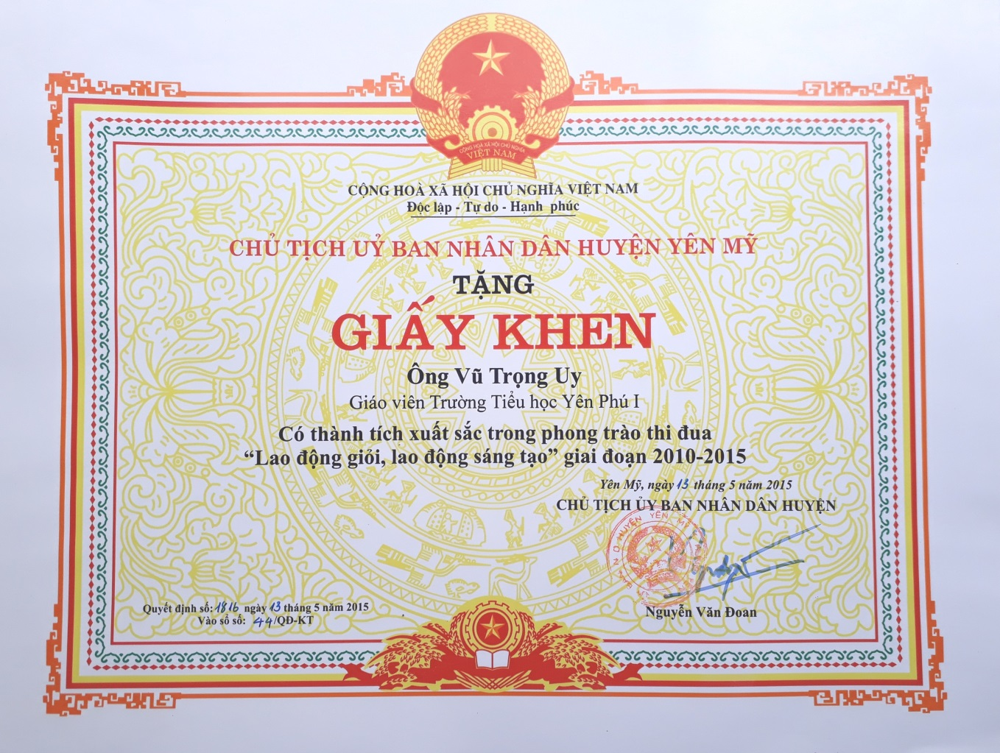 CỘNG HOÀ XÃ HỘI CHỦ NGHĨA
VIỆT NAM
CỘNG HOÀ XÃ HỘI CHỦ NGHĨA VIỆT NAM
Độc lập - Tự do - Hạnh phúc
CHỦ TỊCH UỶ BAN NHÂN DÂN HUYỆN YÊN MỸ
TẶNG
GIẤY KHEN
Ông Vũ Trọng Uy
Giáo viên Trường Tiểu học Yên Phú I
Có thành tích xuất sắc trong phong trào thi đua
“Lao động giỏi, lao động sáng tạo” giai đoạn 2010-2015
Yên Mỹ, ngày 13 tháng 5 năm 2015
CHỦ TỊCH ỦY BAN NHÂN DÂN HUYỆN
HUYỆN YÊN MỸ
Nguyễn Văn Đoan
Quyết định số: 1816 ngày 13 tháng 5 năm 2015
Vào sổ số: 44/QĐ-KT